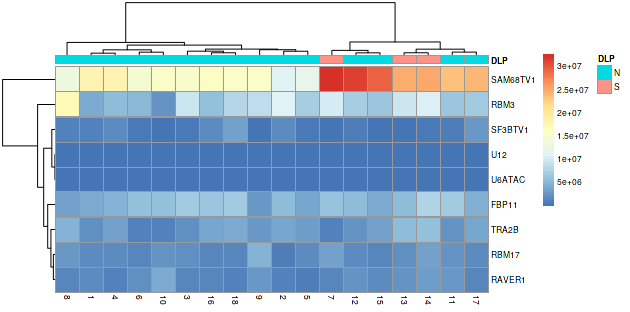 DLP
SAM68TV1
RBM3
SF3BTV1
U12
U6ATAC
FBP11
TRA2B
RBM17
RAVER1
8 1 4 6 10 3 16 18 9 2 5 7 12 15 13 14 11 17
3e+07
2.5e+07
2e+07
1.5e+07
1e+07
5e+06
DLP
N
S